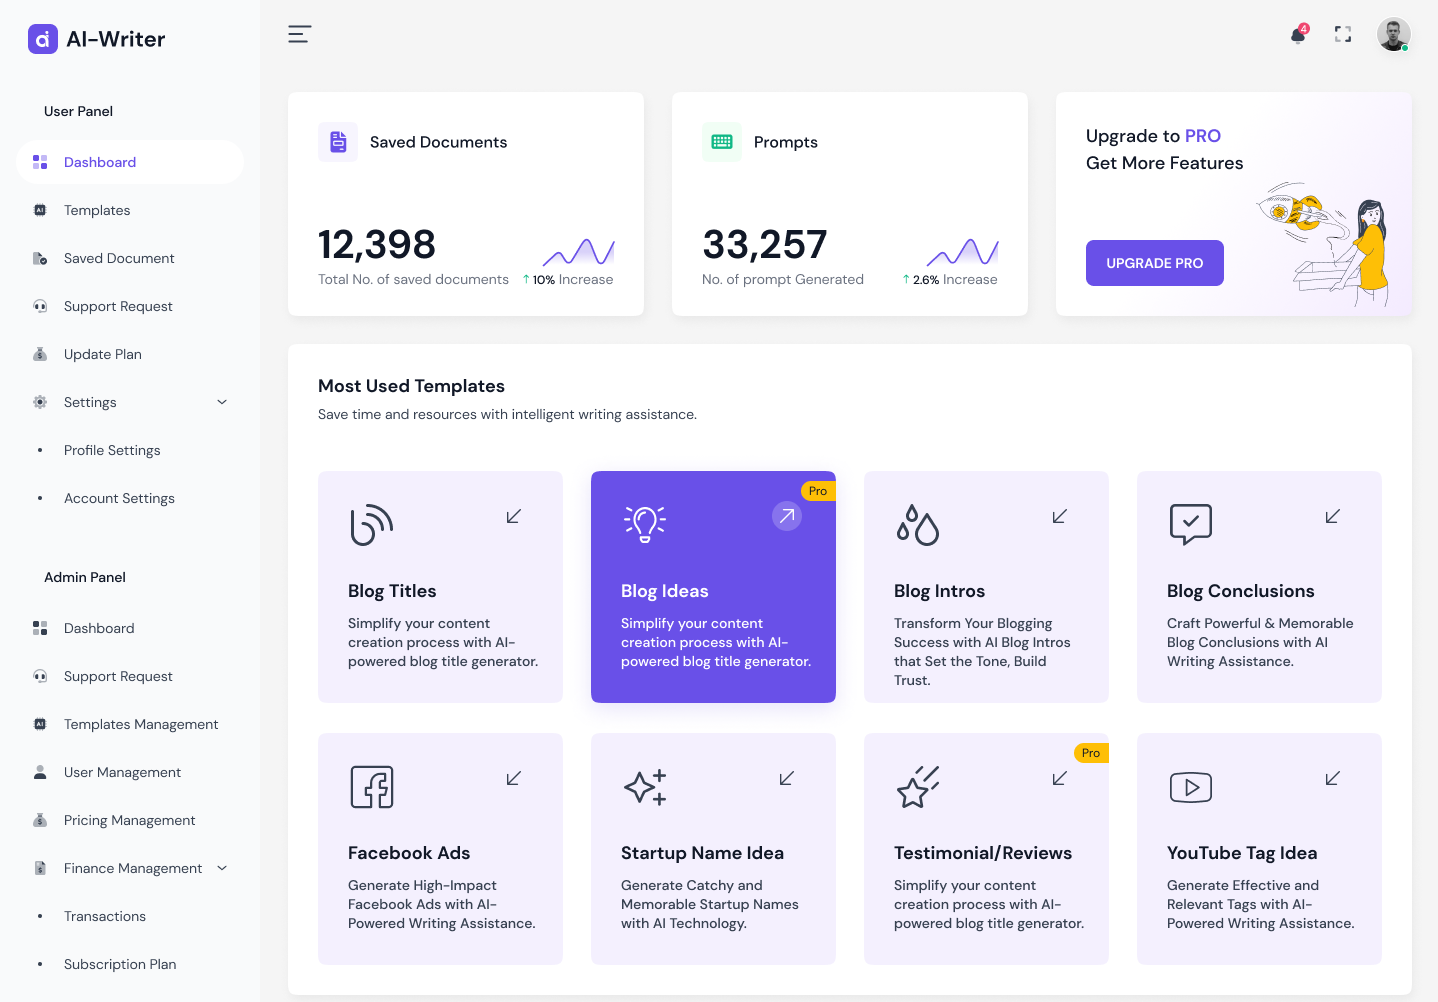 AI-Writer
4
User Panel
Dashboard
Templates
Saved Document
Support Request
Update Plan
Settings
Profile Settings
Account Settings
Admin Panel
Dashboard
Support Request
Templates Management
User Management
Pricing Management
Finance Management
Transactions
Subscription Plan
Saved Documents
12,398
Total No. of saved documents
10% Increase
Prompts
33,257
No. of prompt Generated
2.6% Increase
Upgrade to PRO
Get More Features
UPGRADE PRO
Most Used Templates
Save time and resources with intelligent writing assistance.
Blog Titles
Simplify your content
creation process with AI-
powered blog title generator.
Pro
Blog Ideas
Simplify your content
creation process with AI-
powered blog title generator.
Blog Intros
Transform Your Blogging
Success with AI Blog Intros
that Set the Tone, Build
Trust.
Blog Conclusions
Craft Powerful & Memorable
Blog Conclusions with AI
Writing Assistance.
Facebook Ads
Generate High-Impact
Facebook Ads with AI-
Powered Writing Assistance.
Startup Name Idea
Generate Catchy and
Memorable Startup Names
with AI Technology.
Pro
Testimonial/Reviews
Simplify your content
creation process with AI-
powered blog title generator.
YouTube Tag Idea
Generate Effective and
Relevant Tags with AI-
Powered Writing Assistance.